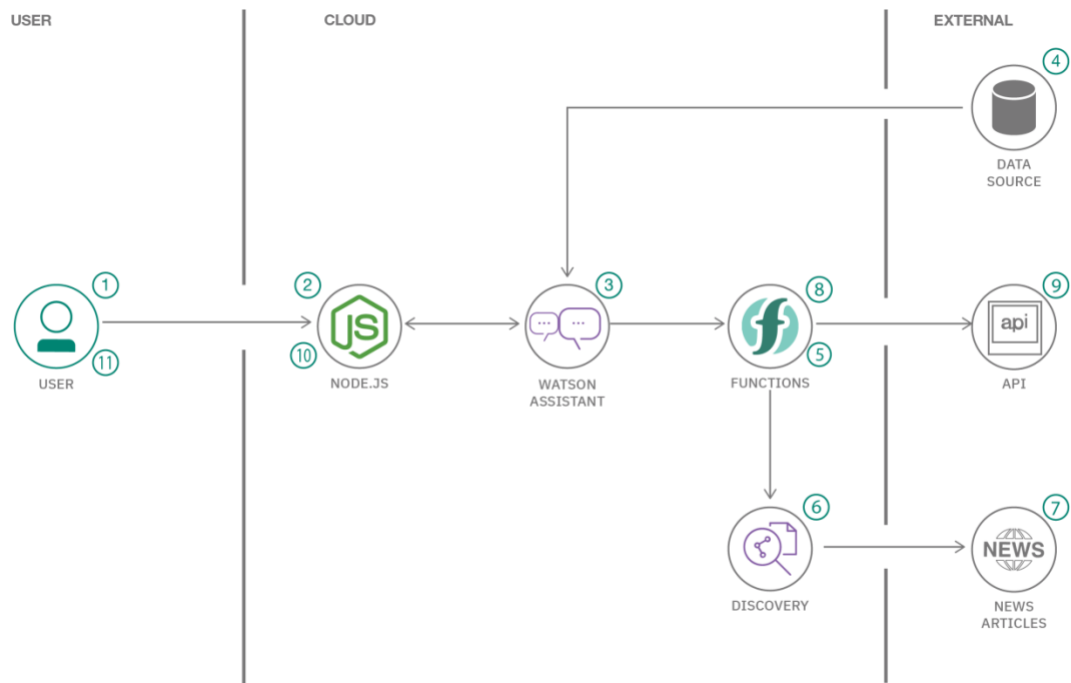 USER
CLOUD
EXTERNAL
4
DATA
SOURCE
1
11
USER
2
JS
10
NODE.JS
3
WATSON
ASSISTANT
8
5
FUNCTIONS
9
api
API
6
DISCOVERY
7
NEWS
NEWS
ARTICLES